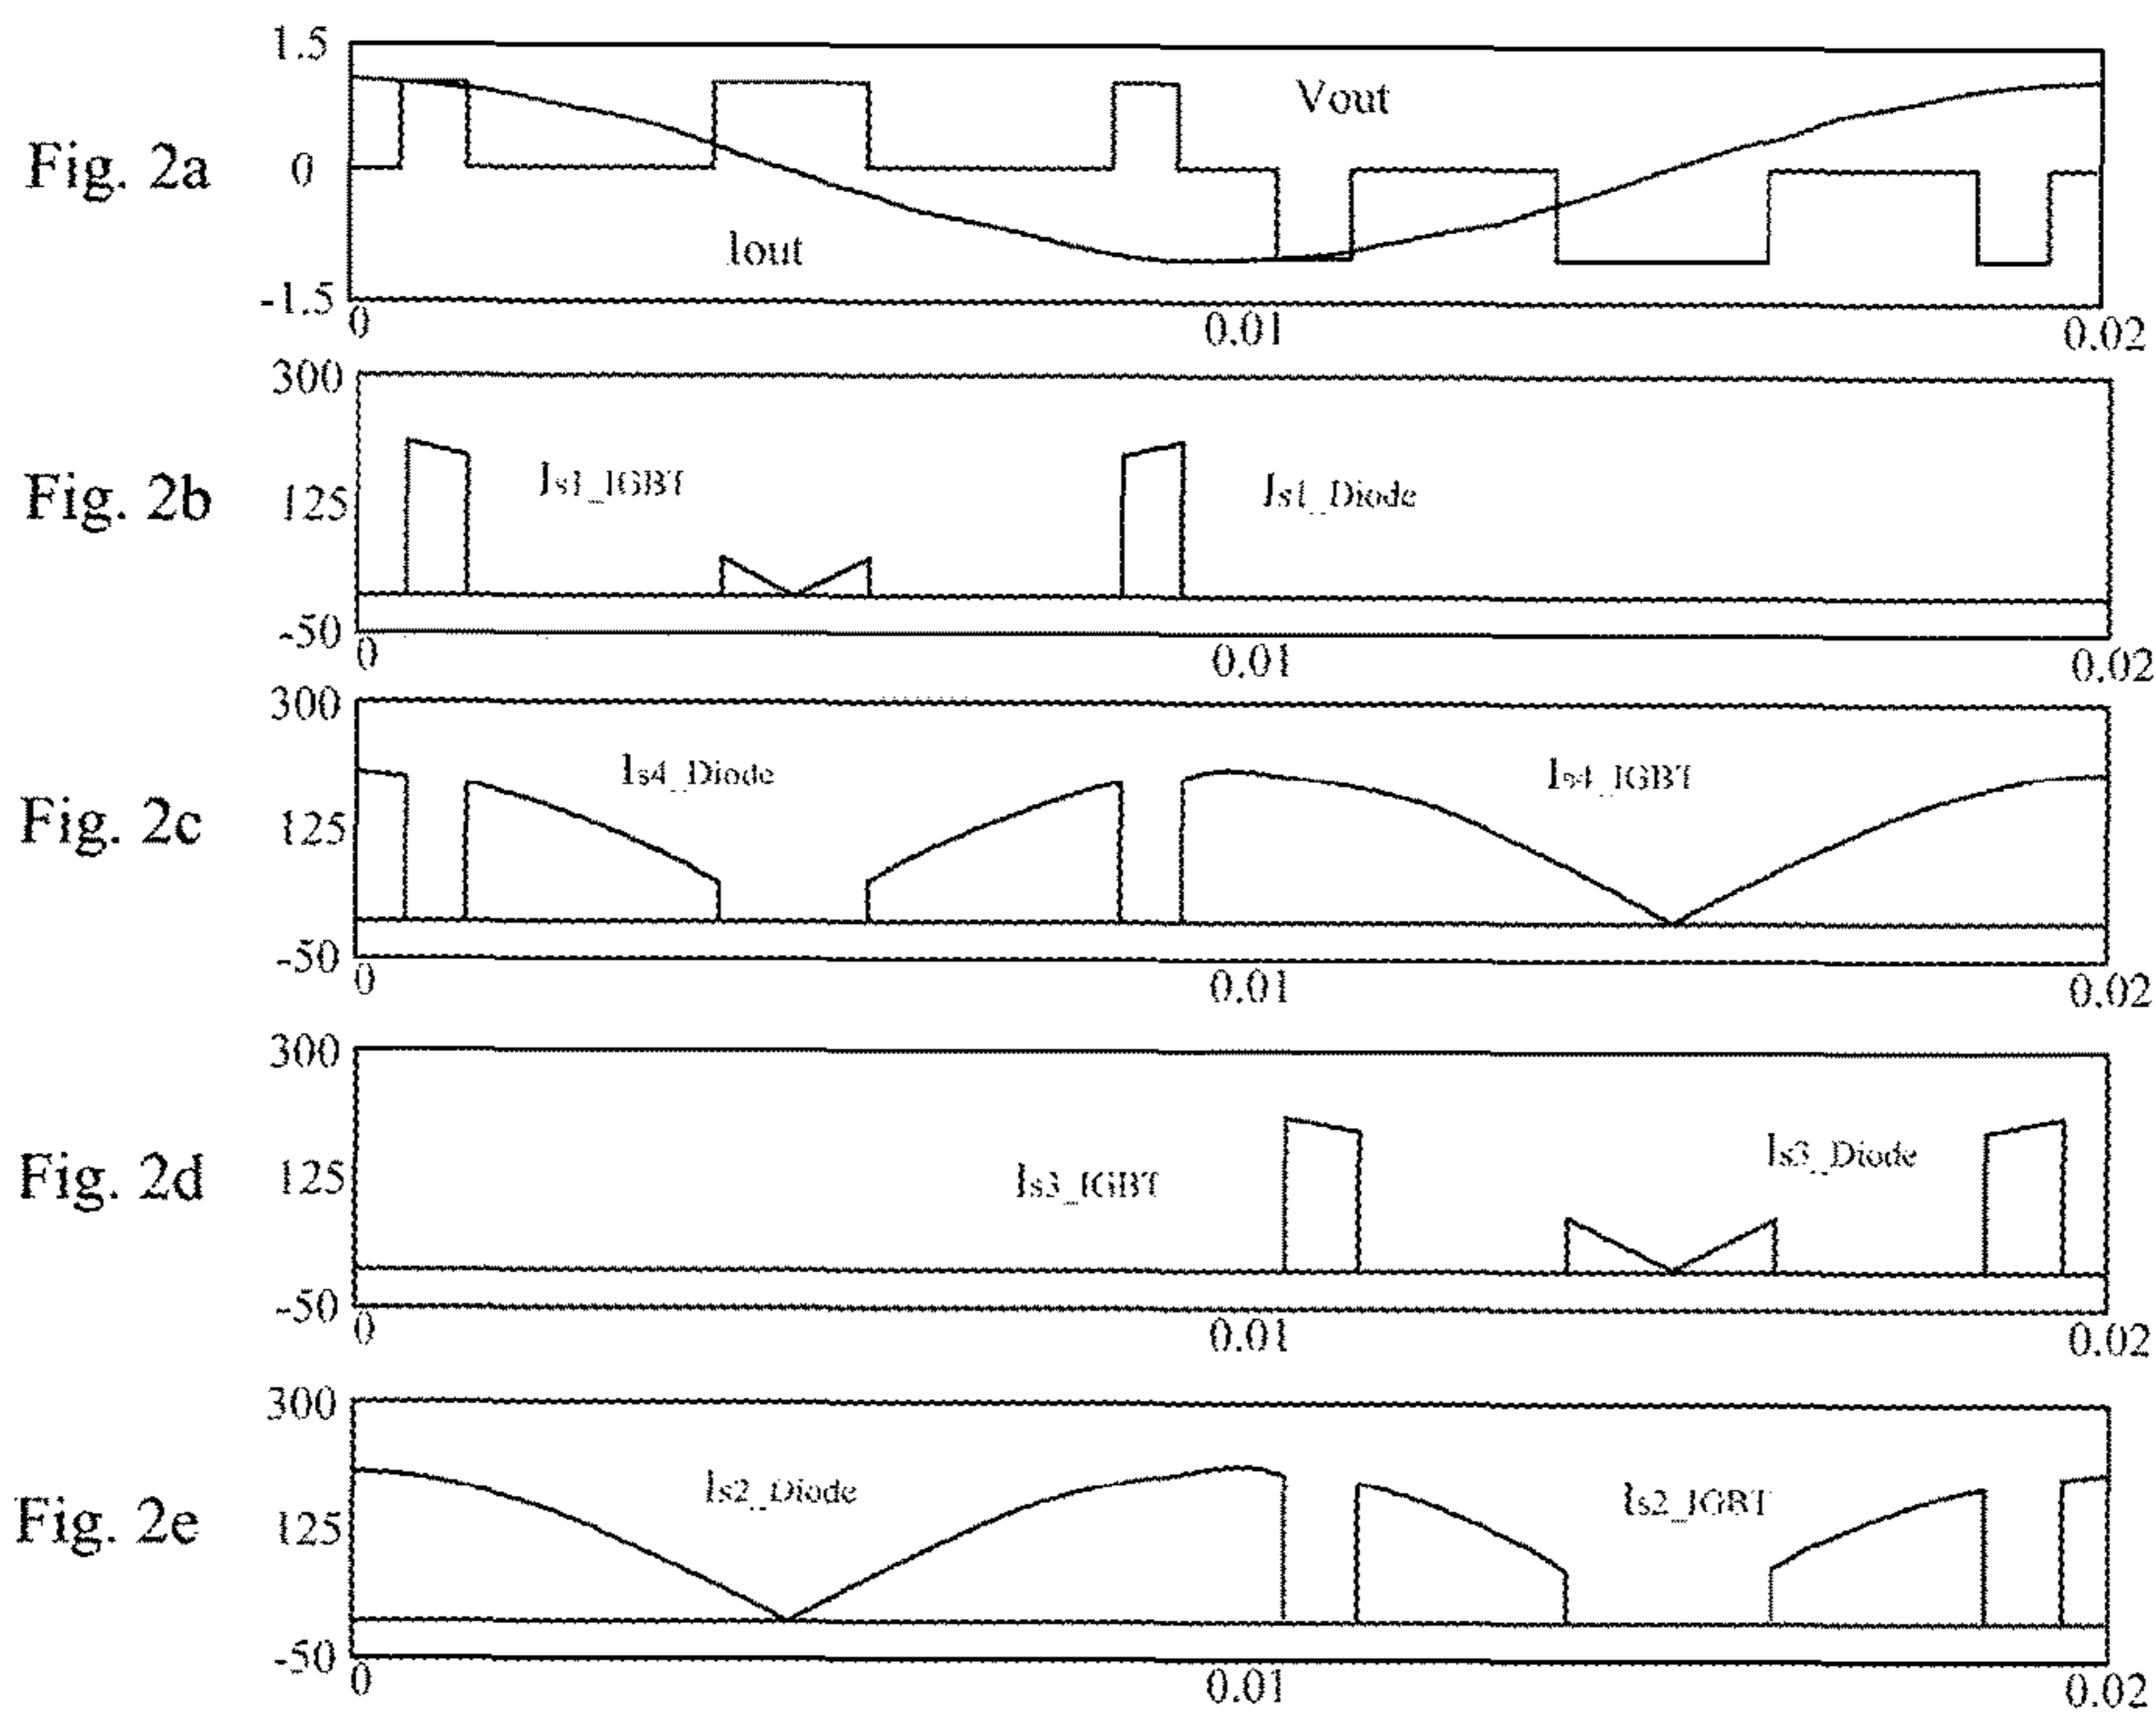 1.5
Fig. 2a
0
Vout
Iout
-1.5
0
0.01
0.02
300
Fig. 2b
125
Is1_IGBT
Is1_Diode
-50
0
0.01
0.02
300
Fig. 2c
125
Is4_Diode
Is4_IGBT
-50
0
0.01
0.02
300
Fig. 2d
125
Is3_IGBT
Is3_Diode
-50
0
0.01
0.02
300
Fig. 2e
125
Is2_Diode
Is2_IGBT
-50
0
0.01
0.02